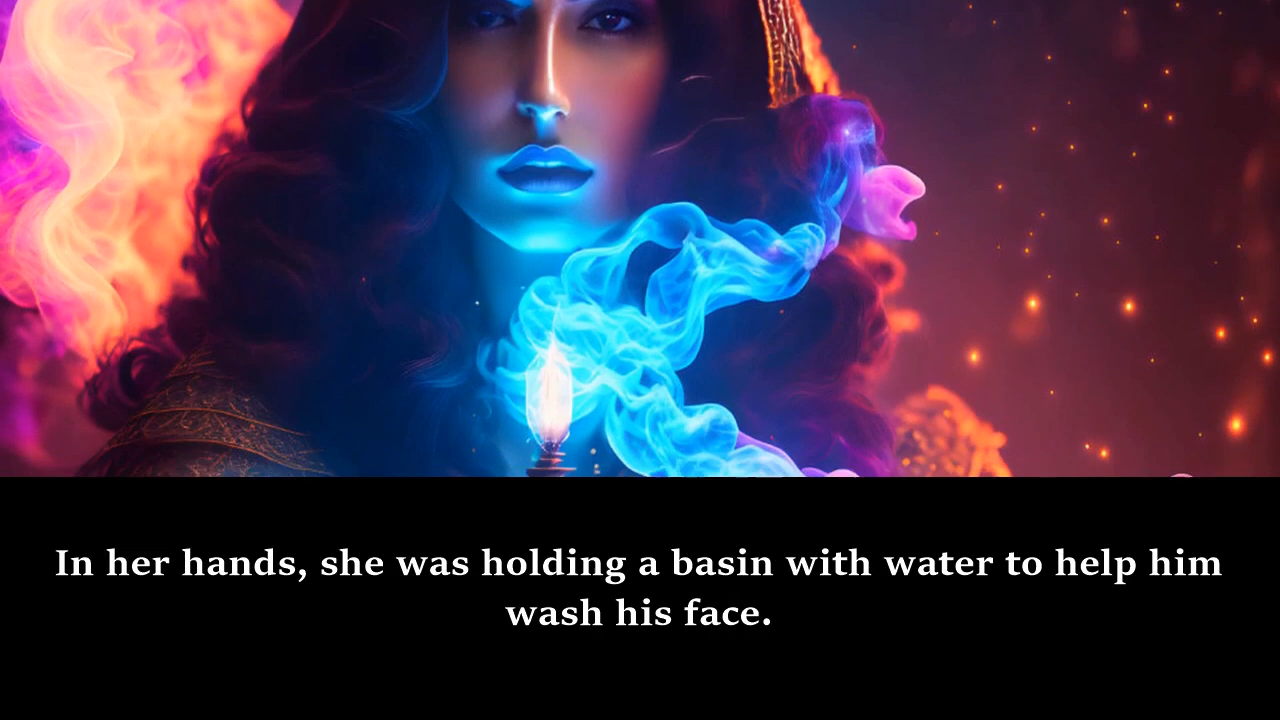 In her hands, she was holding a basin with water to help him
wash his face.